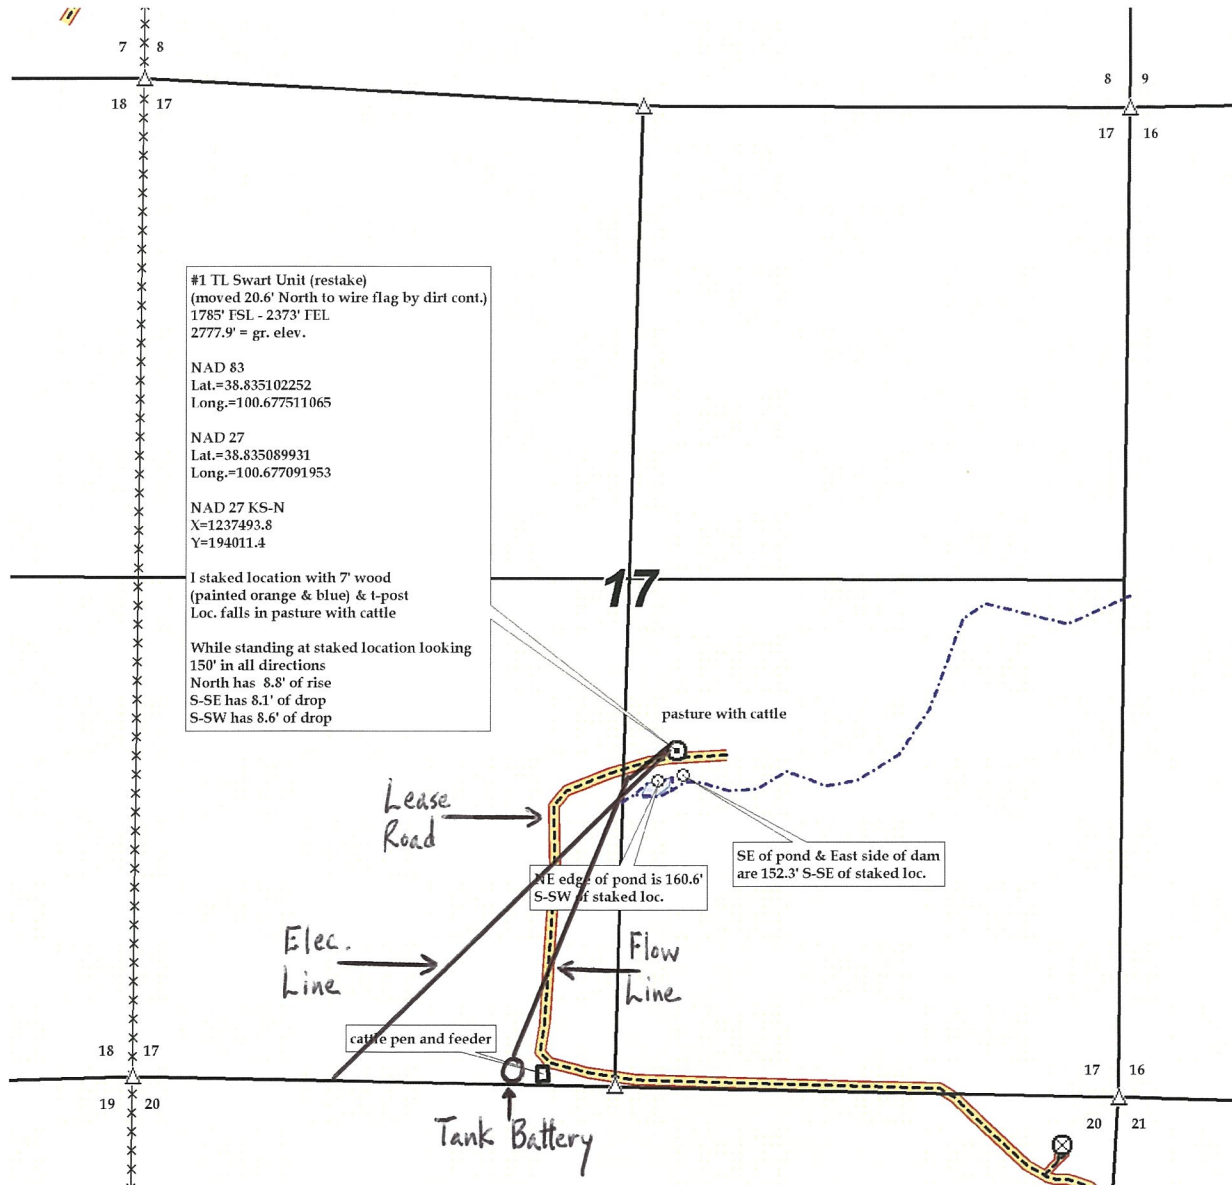 7 8
18 17
8 9
17 16
#1 TL Swart Unit (restake)
(moved 20.6' North to wire flag by dirt cont.)
1785' FSL - 2373' FEL
2777.9' = gr. elev.
NAD 83
Lat.=38.835102252
Long.=100.677511065
NAD 27
Lat.=38.835089931
Long.=100.677091953
NAD 27 KS-N
X=1237493.8
Y=194011.4
I staked location with 7' wood
(painted orange & blue) & t-post
Loc. falls in pasture with cattle
While standing at staked location looking
150' in all directions
North has 8.8' of rise
S-SE has 8.1' of drop
S-SW has 8.6' of drop
17
pasture with cattle
Lease
Road
SE of pond & East side of dam
are 152.3' S-SE of staked loc.
NE edge of pond is 160.6'
S-SW of staked loc.
Elec.
Line
Flow
Line
cattle pen and feeder
18 17
19 20
17 16
20 21
Tank Battery